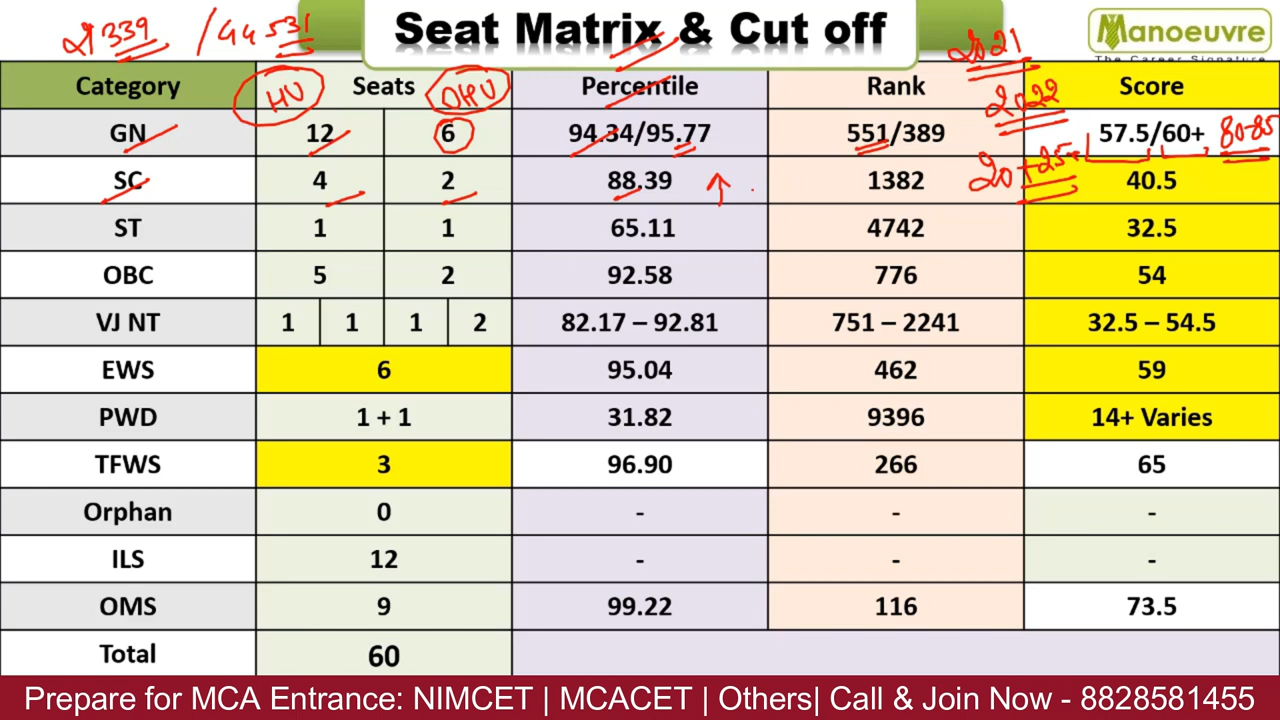 21339 / 44531
Seat Matrix & Cut off
Manoeuvre
The Career Signature
2021
Category Seats Percentile Rank Score
HU OHU
2022
GN 12 6 94.34/95.77 551/389 57.5/60+ 80-85
SC 4 2 88.39 1382 40.5
ST 1 1 65.11 4742 32.5
OBC 5 2 92.58 776 54
VJ NT 1 1 1 2 82.17 – 92.81 751 – 2241 32.5 – 54.5
EWS 6 95.04 462 59
PWD 1 + 1 31.82 9396 14+ Varies
TFWS 3 96.90 266 65
Orphan 0 - - -
ILS 12 - - -
OMS 9 99.22 116 73.5
Total 60
Prepare for MCA Entrance: NIMCET | MCACET | Others| Call & Join Now - 8828581455